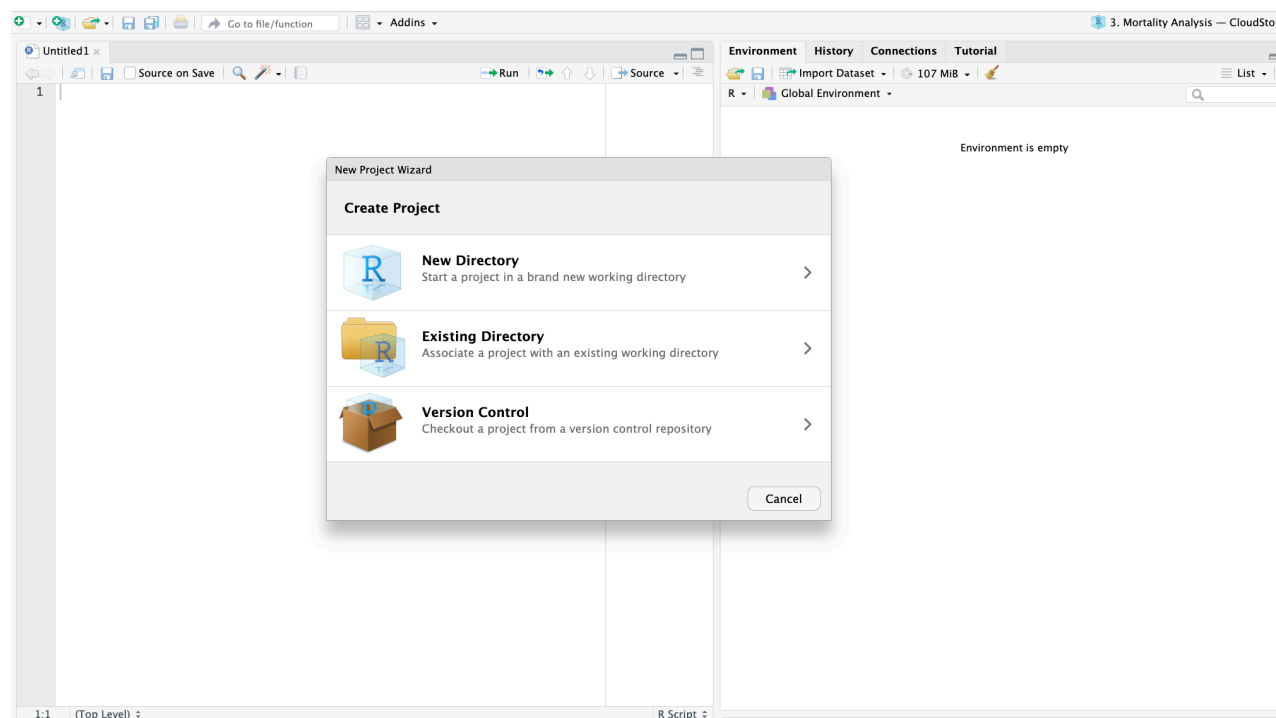 Go to file/function
Addins
3. Mortality Analysis — CloudSto
Untitled1
Source on Save
Run
Source
1
Environment History Connections Tutorial
Import Dataset
107 MiB
List
R
Global Environment
Environment is empty
New Project Wizard
Create Project
R
New Directory
Start a project in a brand new working directory
R
Existing Directory
Associate a project with an existing working directory
R
Version Control
Checkout a project from a version control repository
Cancel
1:1 (Top Level)
R Script